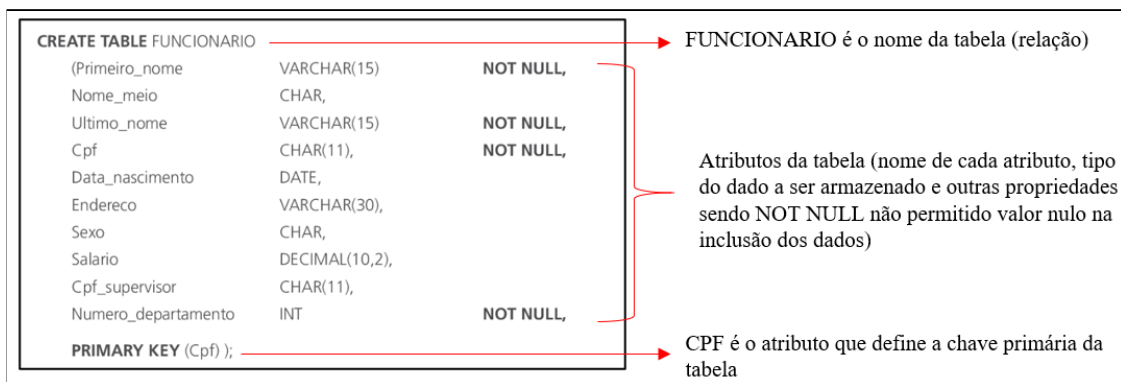 CREATE TABLE FUNCIONARIO
(Primeiro_nome VARCHAR(15) NOT NULL,
Nome_meio CHAR,
Ultimo_nome VARCHAR(15) NOT NULL,
Cpf CHAR(11), NOT NULL,
Data_nascimento DATE,
Endereco VARCHAR(30),
Sexo CHAR,
Salario DECIMAL(10,2),
Cpf_supervisor CHAR(11),
Numero_departamento INT NOT NULL,
PRIMARY KEY (Cpf) );
FUNCIONARIO é o nome da tabela (relação)
Atributos da tabela (nome de cada atributo, tipo
do dado a ser armazenado e outras propriedades
sendo NOT NULL não permitido valor nulo na
inclusão dos dados)
CPF é o atributo que define a chave primária da
tabela